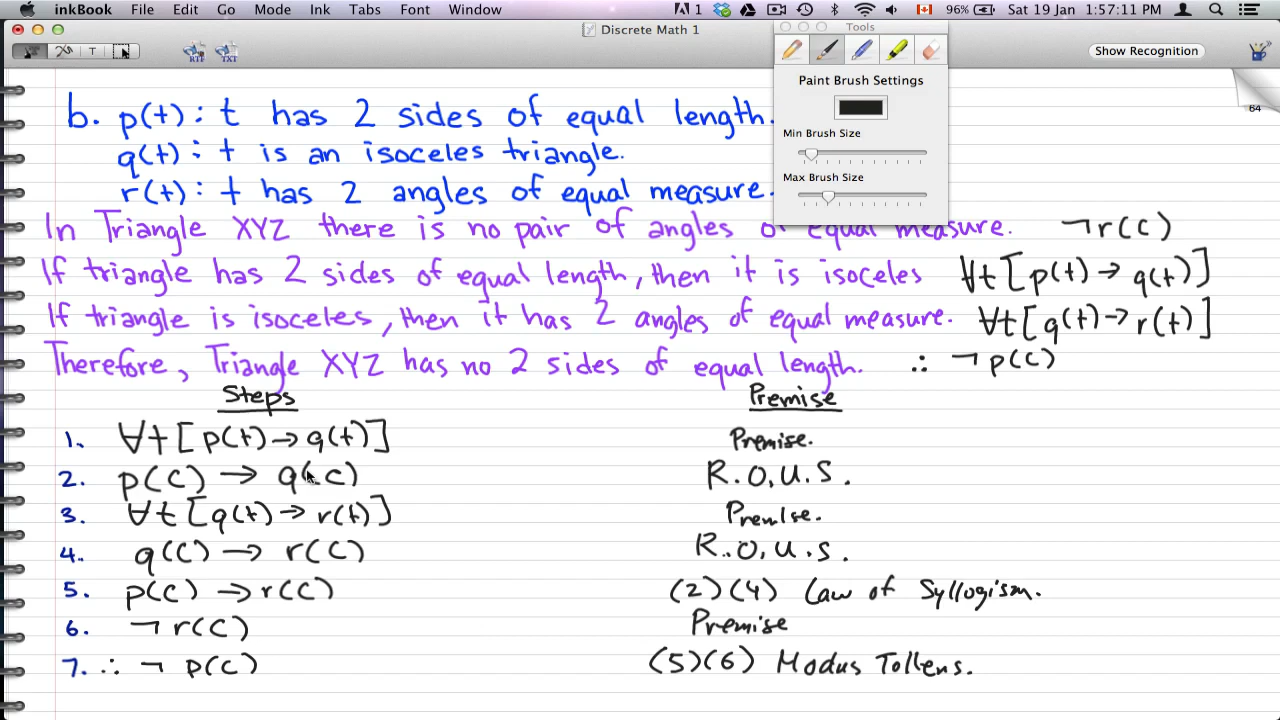 inkBook File Edit Go Mode Ink Tabs Font Window 1 96% Sat 19 Jan 1:57:11 PM
Discrete Math 1
Tools
T RTF TXT Show Recognition
Paint Brush Settings
Min Brush Size
Max Brush Size
64
b. p(t): t has 2 sides of equal length.
q(t): t is an isoceles triangle.
r(t): t has 2 angles of equal measure.
In Triangle XYZ there is no pair of angles of equal measure. ¬r(c)
If triangle has 2 sides of equal length, then it is isoceles ∀t[p(t)→q(t)]
If triangle is isoceles, then it has 2 angles of equal measure. ∀t[q(t)→r(t)]
Therefore, Triangle XYZ has no 2 sides of equal length. ∴ ¬p(c)
Steps Premise
1. ∀t[p(t)→q(t)] Premise.
2. p(c) → q(c) R.O.U.S.
3. ∀t[q(t)→r(t)] Premise.
4. q(c) → r(c) R.O.U.S.
5. p(c) → r(c) (2)(4) Law of Syllogism.
6. ¬r(c) Premise
7. ∴ ¬p(c) (5)(6) Modus Tollens.